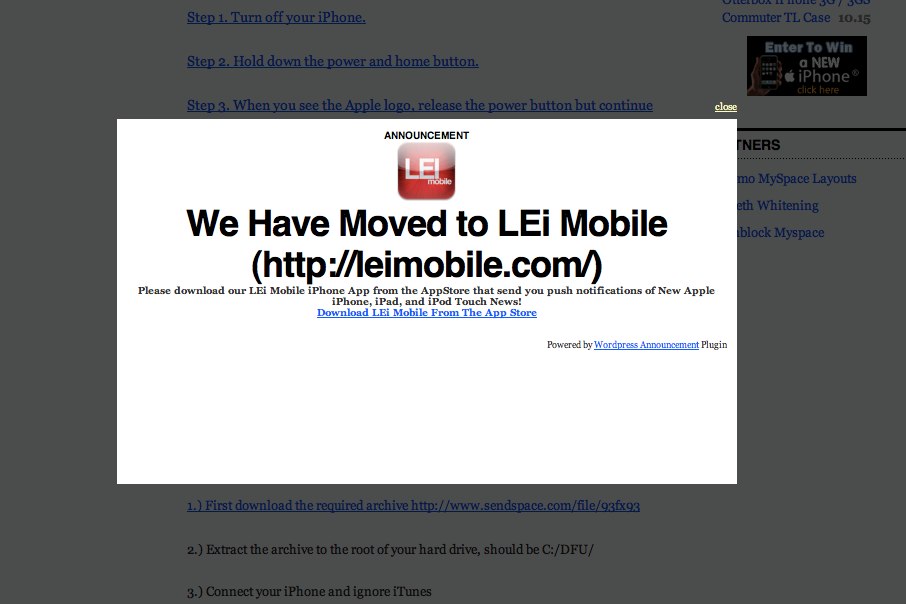 Otterbox iPhone 3G / 3GS
Step 1. Turn off your iPhone.
Commuter TL Case 10.15
Enter To Win
a NEW
iPhone®
click here
Step 2. Hold down the power and home button.
Step 3. When you see the Apple logo, release the power button but continue
close
ANNOUNCEMENT
LEi
mobile
We Have Moved to LEi Mobile
(http://leimobile.com/)
Please download our LEi Mobile iPhone App from the AppStore that send you push notifications of New Apple
iPhone, iPad, and iPod Touch News!
Download LEi Mobile From The App Store
Powered by Wordpress Announcement Plugin
TNERS
mo MySpace Layouts
eth Whitening
block Myspace
1.) First download the required archive http://www.sendspace.com/file/93fx93
2.) Extract the archive to the root of your hard drive, should be C:/DFU/
3.) Connect your iPhone and ignore iTunes